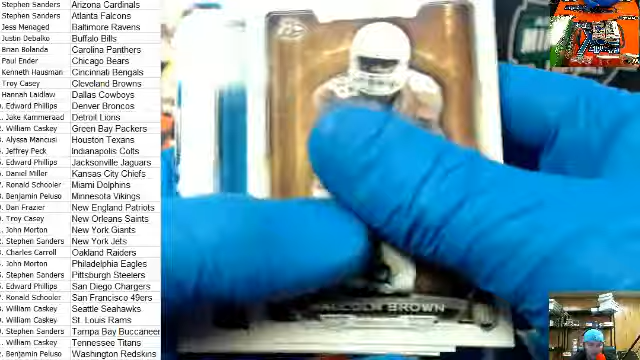 Stephen Sanders Arizona Cardinals
Stephen Sanders Atlanta Falcons
Jess Menaged Baltimore Ravens
Justin Debalko Buffalo Bills
Brian Bolanda Carolina Panthers
Paul Ender Chicago Bears
Kenneth Hausman Cincinnati Bengals
Troy Casey Cleveland Browns
Hannah Laidlaw Dallas Cowboys
Edward Phillips Denver Broncos
Jake Kammeraad Detroit Lions
William Caskey Green Bay Packers
Alyssa Mancusi Houston Texans
Jeffrey Peck Indianapolis Colts
Edward Phillips Jacksonville Jaguars
Daniel Miller Kansas City Chiefs
Ronald Schooler Miami Dolphins
Benjamin Peluso Minnesota Vikings
Dan Frazier New England Patriots
Troy Casey New Orleans Saints
John Morton New York Giants
Stephen Sanders New York Jets
Charles Carroll Oakland Raiders
John Morton Philadelphia Eagles
Stephen Sanders Pittsburgh Steelers
Edward Phillips San Diego Chargers
Ronald Schooler San Francisco 49ers
William Caskey Seattle Seahawks
William Caskey St. Louis Rams
Stephen Sanders Tampa Bay Buccaneer
William Caskey Tennessee Titans
Benjamin Peluso Washington Redskins
MALCOLM BROWN